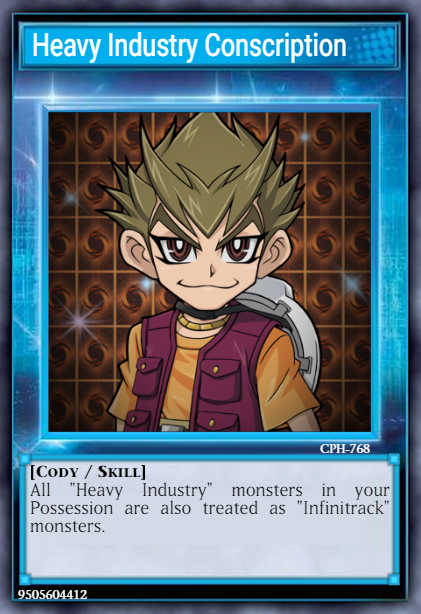 Heavy Industry Conscription
CPH-768
[Cody / Skill]
All "Heavy Industry" monsters in your
Possession are also treated as "Infinitrack"
monsters.
9505604412